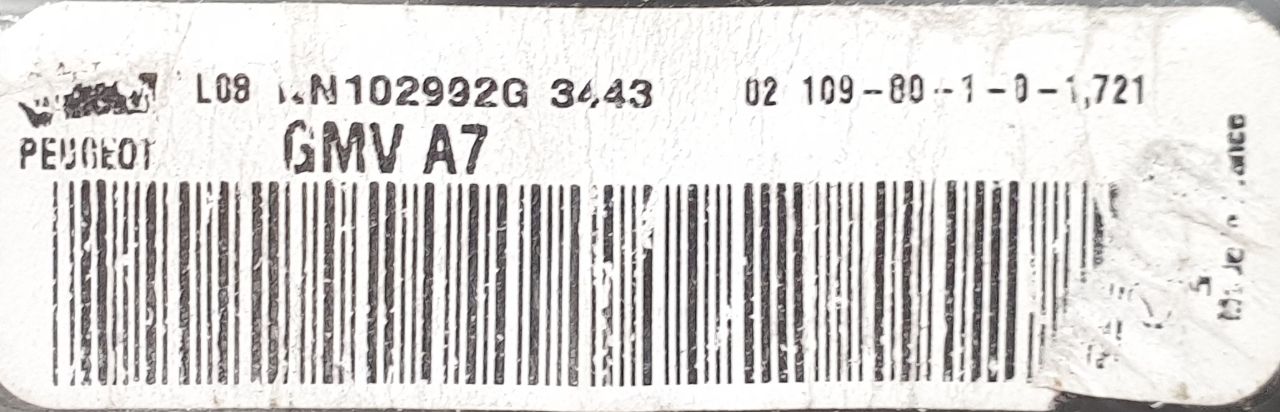 L08 N102992G 3443 02 109-80-1-0-1,721
PEUGEOT GMV A7